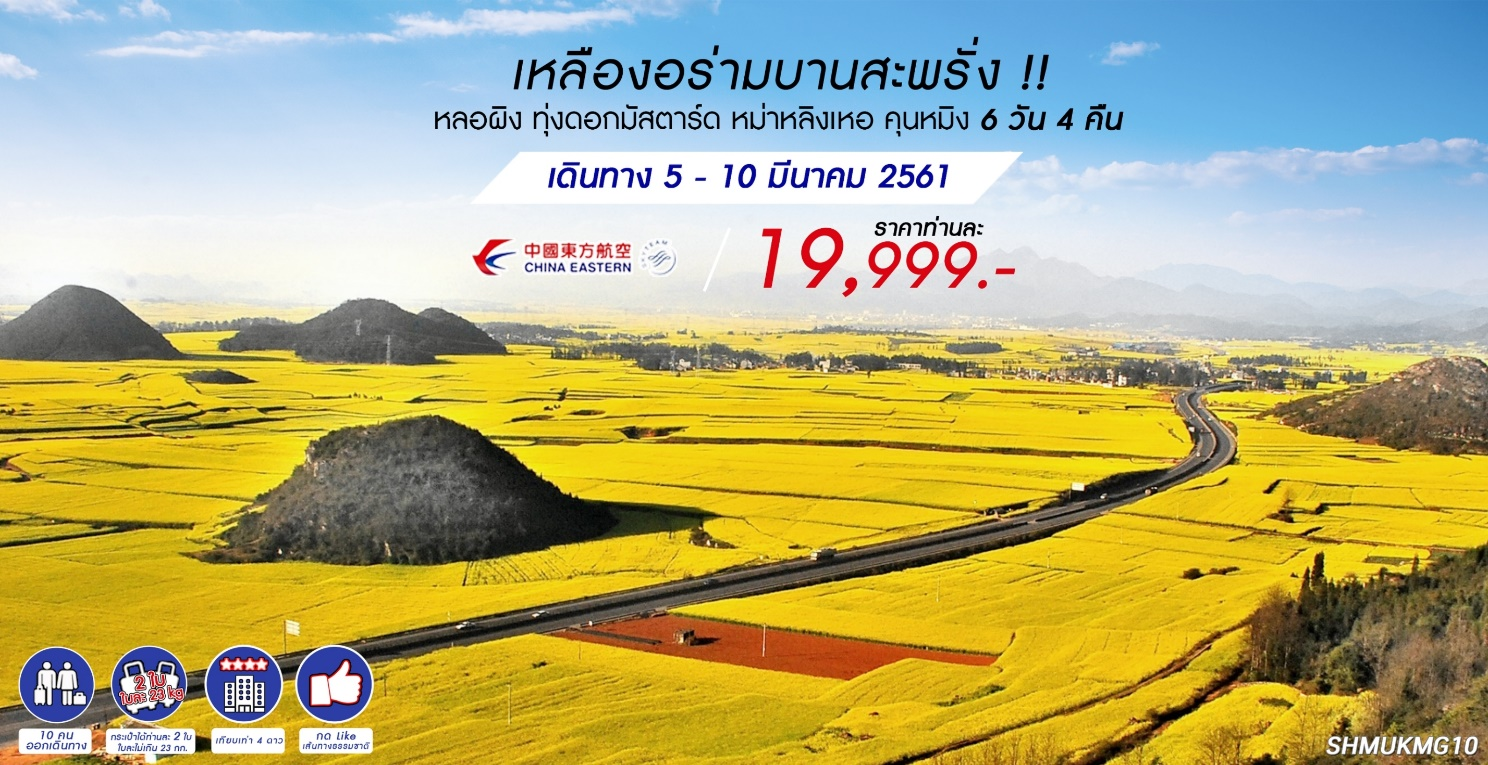 เหลืองอร่ามบานสะพรั่ง !!
หลอผิง ทุ่งดอกมัสตาร์ด หม่าหลิงเหอ คุนหมิง 6 วัน 4 คืน
เดินทาง 5 - 10 มีนาคม 2561
ราคาท่านละ
中國東方航空
CHINA EASTERN
SKYTEAM
19,999.-
2 ใบ
ใบละ 23 kg
10 คน
ออกเดินทาง
กระเป๋าได้ท่านละ 2 ใบ
ใบละไม่เกิน 23 กก.
เทียบเท่า 4 ดาว
กด Like
เส้นทางธรรมชาติ
SHMUKMG10